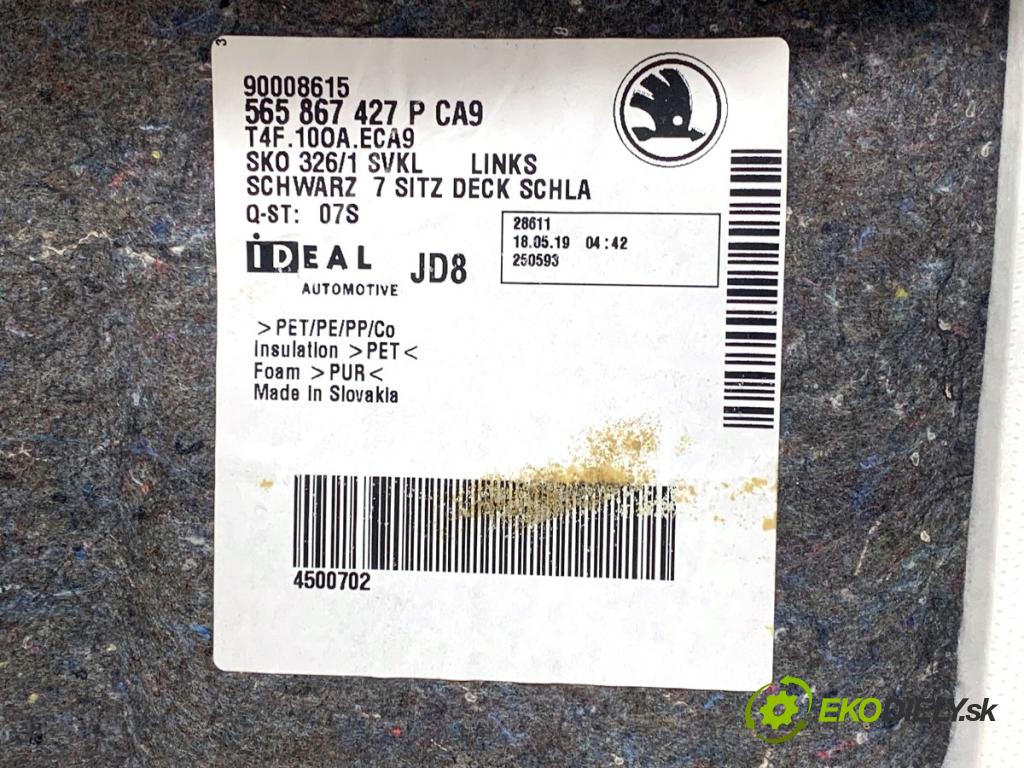 3
90008615
565 867 427 P CA9
T4F.100A.ECA9
SKO 326/1 SVKL LINKS
SCHWARZ 7 SITZ DECK SCHLA
Q-ST: 07S
28611
18.05.19 04:42
250593
IDEAL
AUTOMOTIVE
JD8
>PET/PE/PP/Co
Insulation >PET<
Foam >PUR<
Made in Slovakia
4500702
EKODIELY.sk